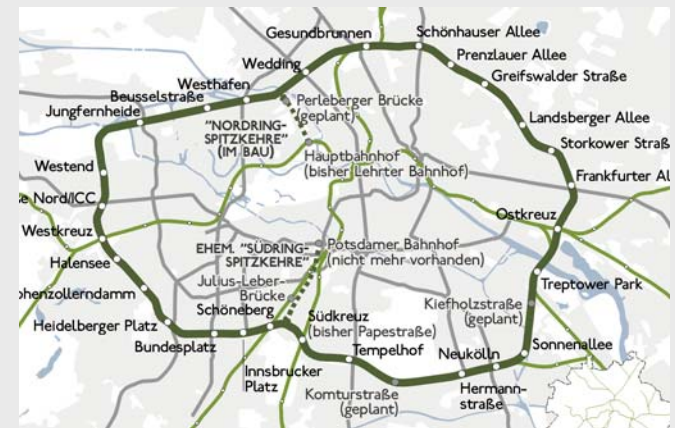 Gesundbrunnen
Schönhauser Allee
Wedding
Prenzlauer Allee
Westhafen
Greifswalder Straße
Beusselstraße
Perleberger Brücke
(geplant)
Jungfernheide
"NORDRING-
SPITZKEHRE"
(IM BAU)
Landsberger Allee
Storkower Straß
Hauptbahnhof
(bisher Lehrter Bahnhof)
Westend
Frankfurter Al
se Nord/ICC
Ostkreuz
Westkreuz
EHEM. "SÜDRING-
SPITZKEHRE"
Potsdamer Bahnhof
(nicht mehr vorhanden)
Halensee
Julius-Leber-
Brücke
Treptower Park
ohenzollerndamm
Schöneberg
Kiefholzstraße
(geplant)
Heidelberger Platz
Südkreuz
(bisher Papestraße)
Bundesplatz
Tempelhof
Neukölln
Sonnenallee
Innsbrucker
Platz
Komturstraße
(geplant)
Hermann-
straße